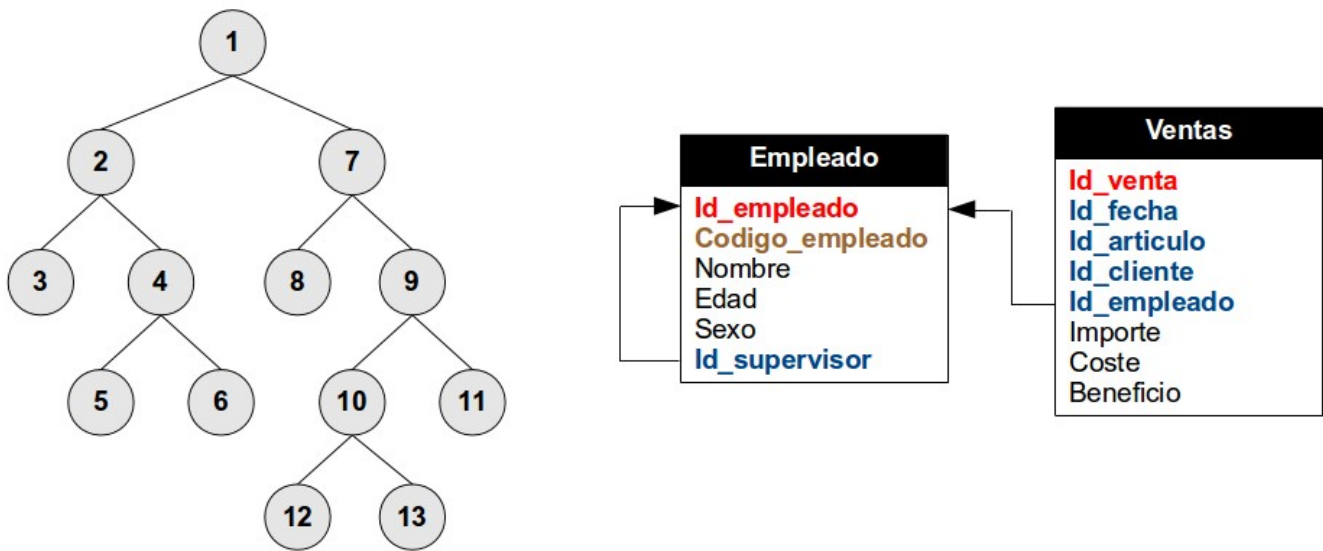 1
2
7
3
4
8
9
5
6
10
11
12
13
Empleado
Id_empleado
Codigo_empleado
Nombre
Edad
Sexo
Id_supervisor
Ventas
Id_venta
Id_fecha
Id_articulo
Id_cliente
Id_empleado
Importe
Coste
Beneficio